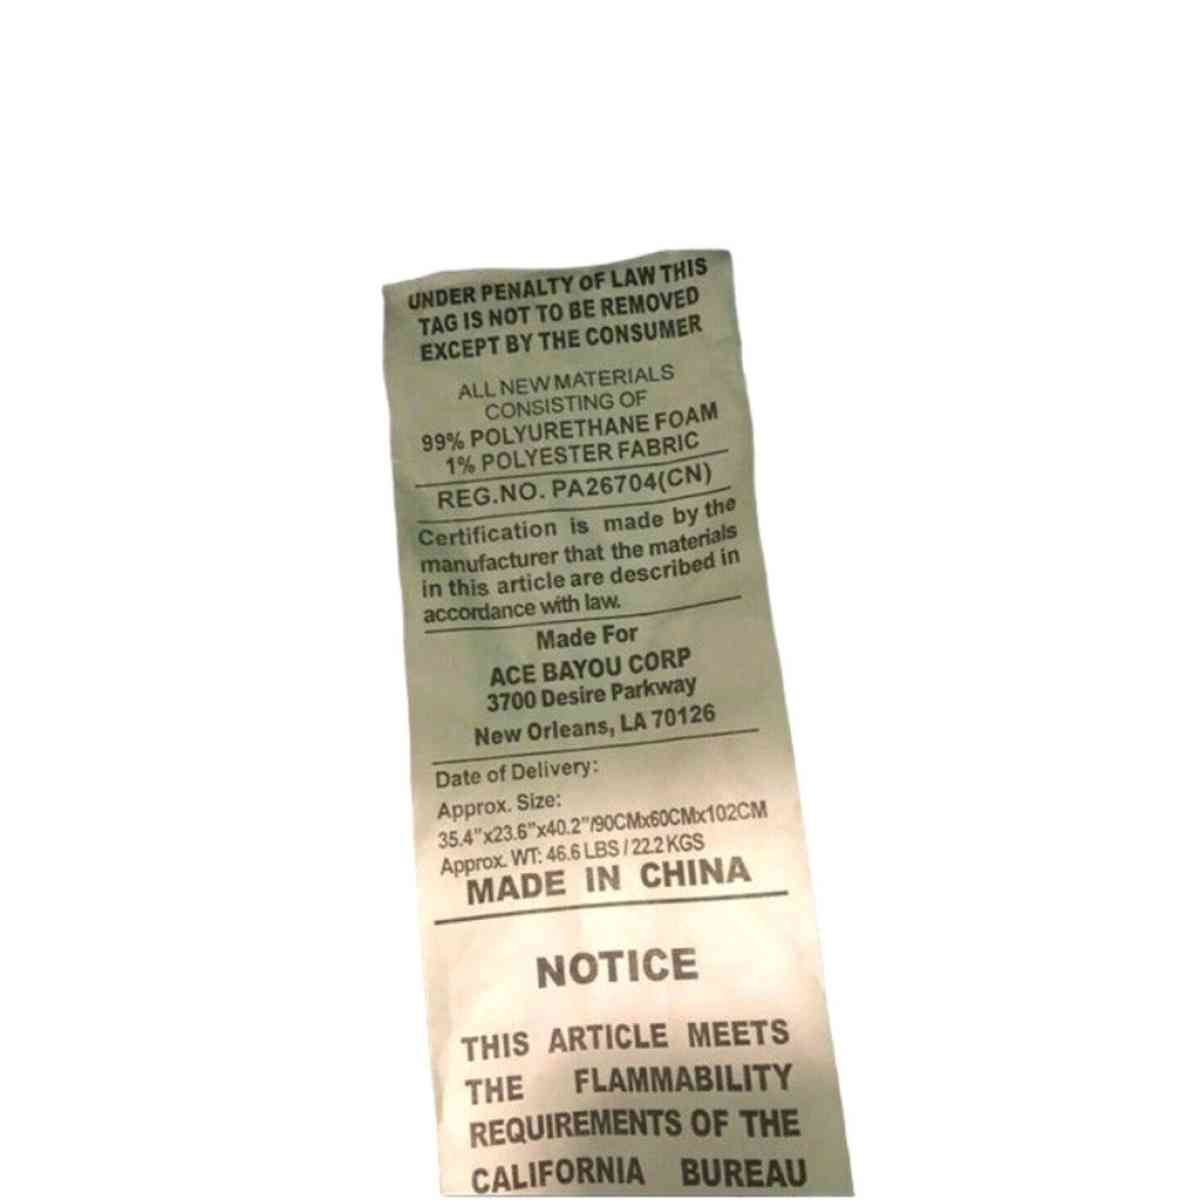 UNDER PENALTY OF LAW THIS
TAG IS NOT TO BE REMOVED
EXCEPT BY THE CONSUMER
ALL NEW MATERIALS
CONSISTING OF
99% POLYURETHANE FOAM
1% POLYESTER FABRIC
REG.NO. PA26704(CN)
Certification is made by the
manufacturer that the materials
in this article are described in
accordance with law.
Made For
ACE BAYOU CORP
3700 Desire Parkway
New Orleans, LA 70126
Date of Delivery:
Approx. Size:
35.4"x23.6"x40.2"/90CMx60CMx102CM
Approx. WT: 46.6 LBS / 22.2 KGS
MADE IN CHINA
NOTICE
THIS ARTICLE MEETS
THE FLAMMABILITY
REQUIREMENTS OF THE
CALIFORNIA BUREAU